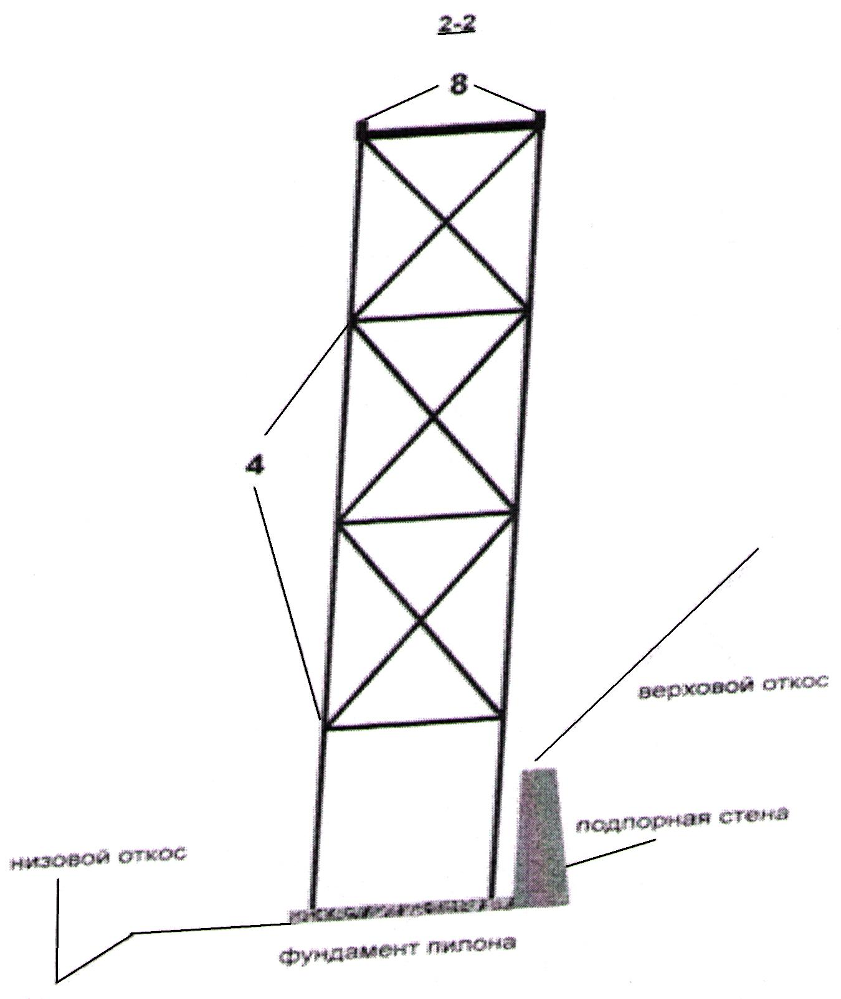 2-2
8
4
верховой откос
подпорная стена
низовой откос
фундамент пилона